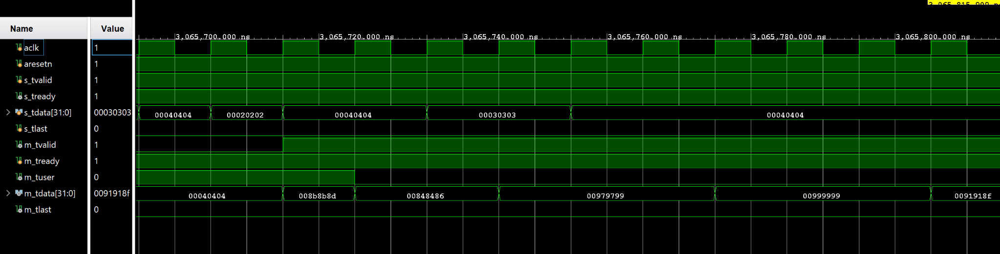 Name Value
3,065,700.000 ns 3,065,720.000 ns 3,065,740.000 ns 3,065,760.000 ns 3,065,780.000 ns 3,065,800.000 ns
aclk 1
aresetn 1
s_tvalid 1
s_tready 1
s_tdata[31:0] 00030303 00040404 00020202 00040404 00030303 00040404
s_tlast 0
m_tvalid 1
m_tready 1
m_tuser 0
m_tdata[31:0] 0091918f 00040404 008b8b8d 00848486 00979799 00999999 0091918f
m_tlast 0